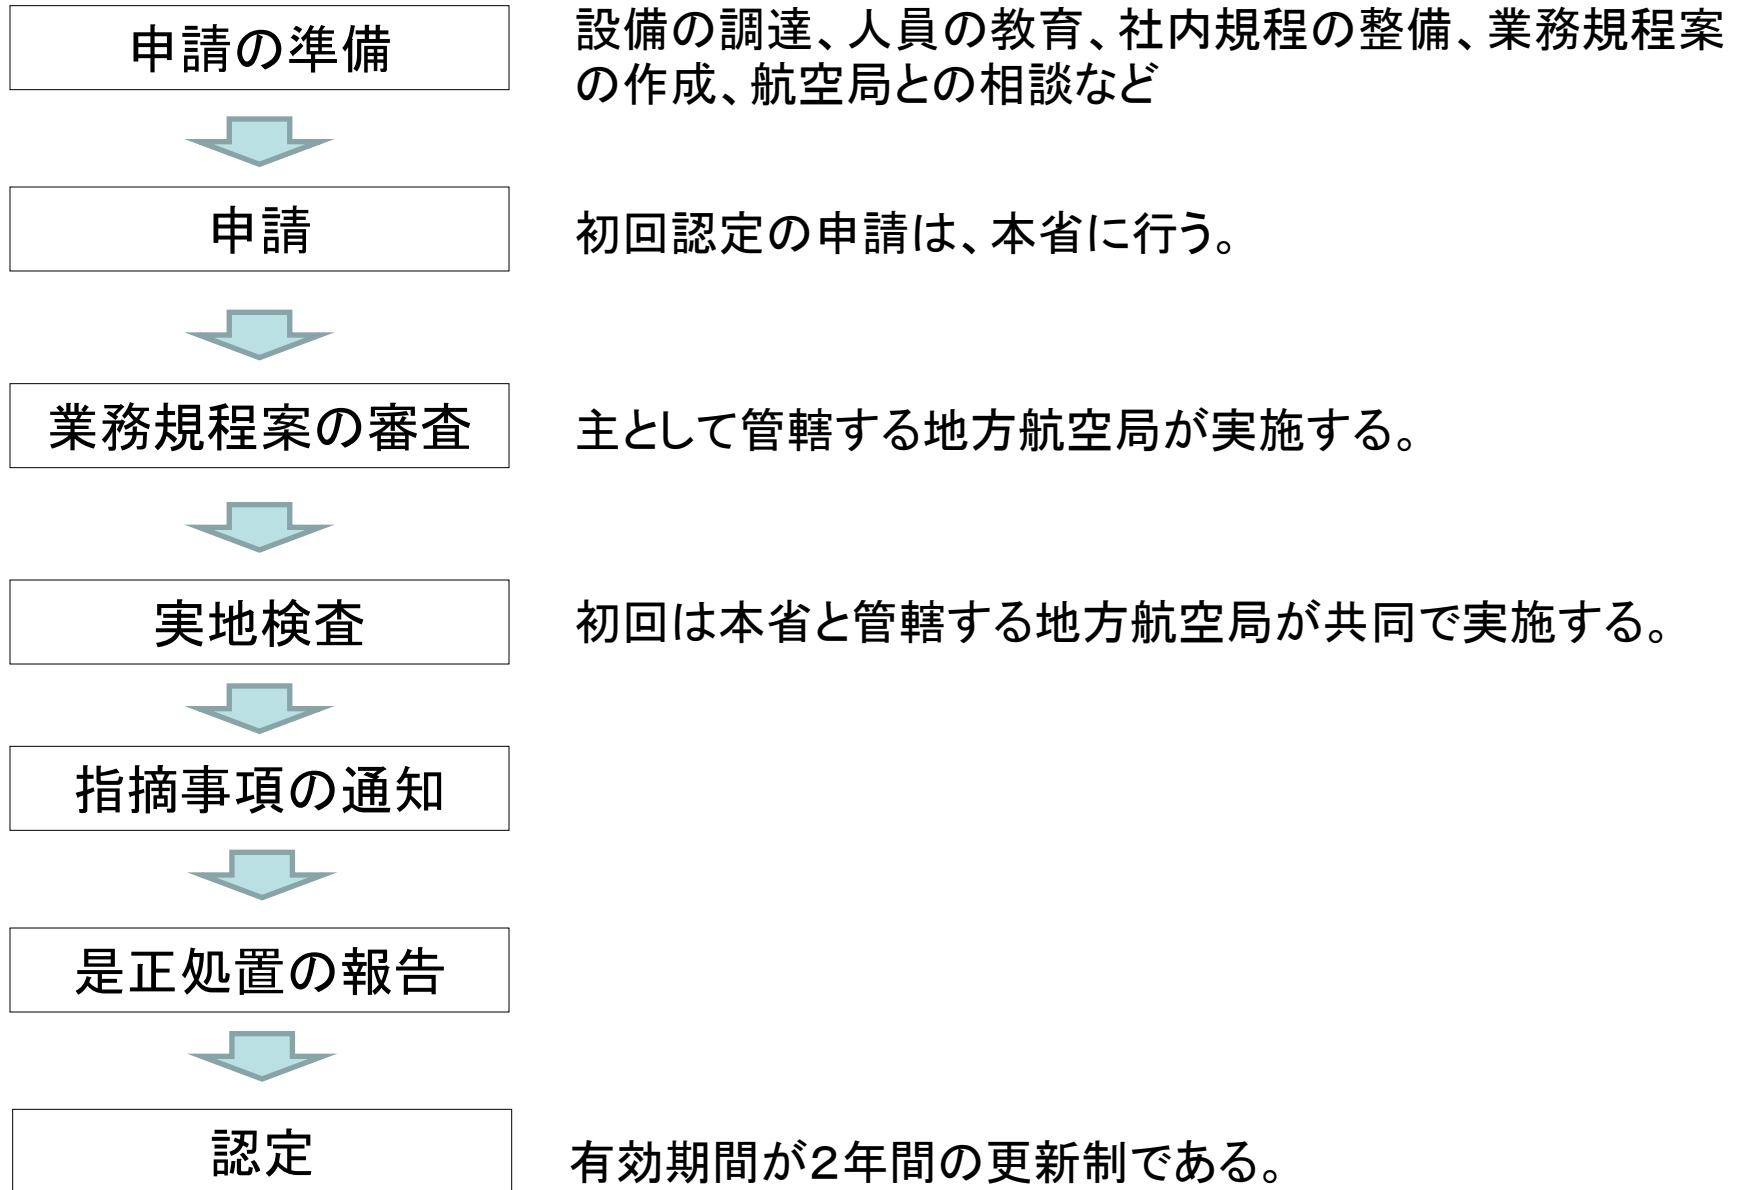 申請の準備
設備の調達、人員の教育、社内規程の整備、業務規程案
の作成、航空局との相談など
申請
初回認定の申請は、本省に行う。
業務規程案の審査
主として管轄する地方航空局が実施する。
実地検査
初回は本省と管轄する地方航空局が共同で実施する。
指摘事項の通知
是正処置の報告
認定
有効期間が２年間の更新制である。